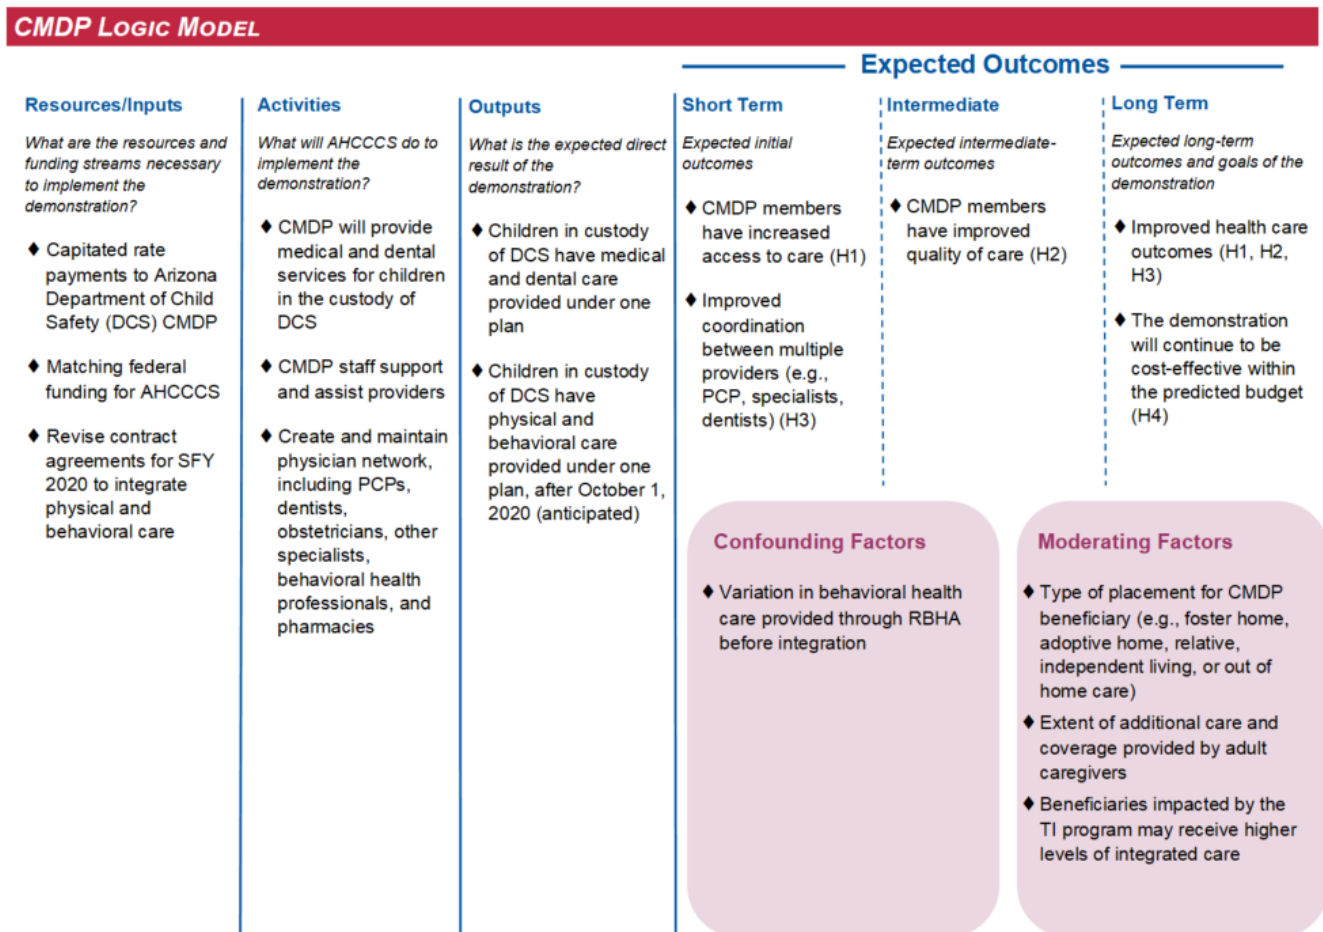 CMDP LOGIC MODEL
Expected Outcomes
Resources/Inputs
What are the resources and
funding streams necessary
to implement the
demonstration?
♦ Capitated rate
payments to Arizona
Department of Child
Safety (DCS) CMDP
♦ Matching federal
funding for AHCCCS
♦ Revise contract
agreements for SFY
2020 to integrate
physical and
behavioral care
Activities
What will AHCCCS do to
implement the
demonstration?
♦ CMDP will provide
medical and dental
services for children
in the custody of
DCS
♦ CMDP staff support
and assist providers
♦ Create and maintain
physician network,
including PCPs,
dentists,
obstetricians, other
specialists,
behavioral health
professionals, and
pharmacies
Outputs
What is the expected direct
result of the
demonstration?
♦ Children in custody
of DCS have medical
and dental care
provided under one
plan
♦ Children in custody
of DCS have
physical and
behavioral care
provided under one
plan, after October 1,
2020 (anticipated)
Short Term
Expected initial
outcomes
♦ CMDP members
have increased
access to care (H1)
♦ Improved
coordination
between multiple
providers (e.g.,
PCP, specialists,
dentists) (H3)
Intermediate
Expected intermediate-
term outcomes
♦ CMDP members
have improved
quality of care (H2)
Long Term
Expected long-term
outcomes and goals of the
demonstration
♦ Improved health care
outcomes (H1, H2,
H3)
♦ The demonstration
will continue to be
cost-effective within
the predicted budget
(H4)
Confounding Factors
♦ Variation in behavioral health
care provided through RBHA
before integration
Moderating Factors
♦ Type of placement for CMDP
beneficiary (e.g., foster home,
adoptive home, relative,
independent living, or out of
home care)
♦ Extent of additional care and
coverage provided by adult
caregivers
♦ Beneficiaries impacted by the
TI program may receive higher
levels of integrated care